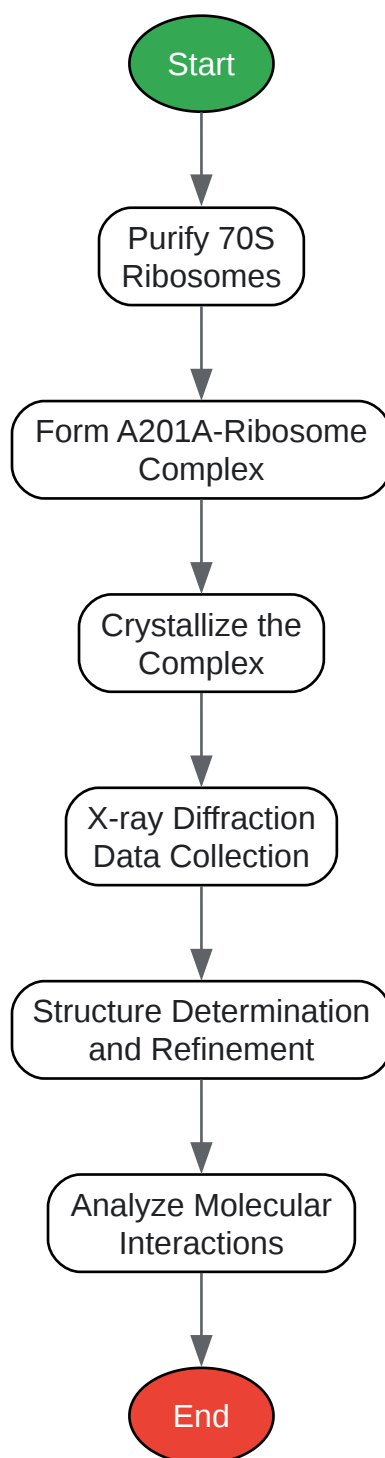 Start
Purify 70S
Ribosomes
Form A201A-Ribosome
Complex
Crystallize the
Complex
X-ray Diffraction
Data Collection
Structure Determination
and Refinement
Analyze Molecular
Interactions
End